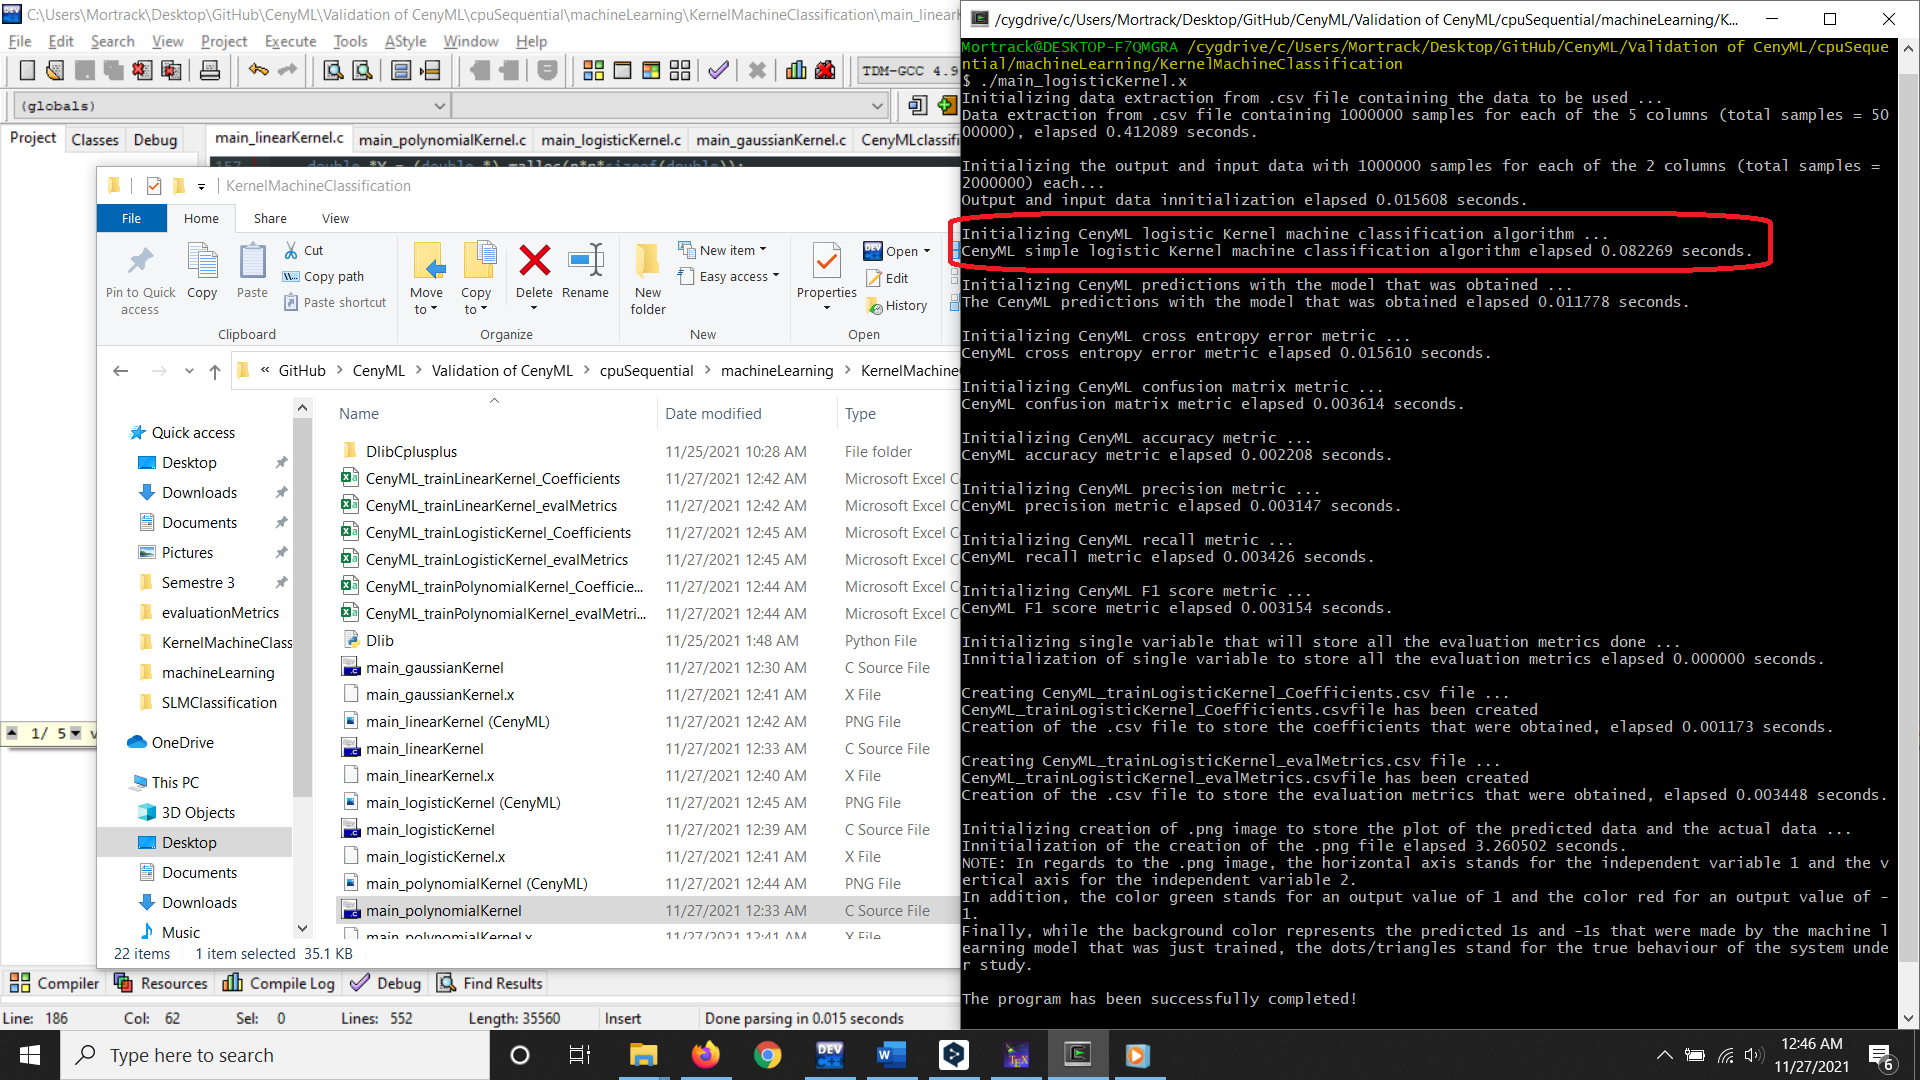 C:\Users\Mortrack\Desktop\GitHub\CenyML\Validation of CenyML\cpuSequential\machineLearning\KernelMachineClassification\main_linearK
File Edit Search View Project Execute Tools AStyle Window Help
TDM-GCC 4.9
(globals)
Project Classes Debug
main_linearKernel.c main_polynomialKernel.c main_logisticKernel.c main_gaussianKernel.c CenyMLclassifi
157 double *Y = (double *) malloc(n*p*sizeof(double));
KernelMachineClassification
File Home Share View
Pin to Quick access
Copy
Paste
Cut
Copy path
Paste shortcut
Clipboard
Move to
Copy to
Delete
Rename
Organize
New folder
New item
Easy access
New
Properties
Open
Edit
History
Open
« GitHub > CenyML > Validation of CenyML > cpuSequential > machineLearning > KernelMachine
Name Date modified Type
DlibCplusplus 11/25/2021 10:28 AM File folder
CenyML_trainLinearKernel_Coefficients 11/27/2021 12:42 AM Microsoft Excel C
CenyML_trainLinearKernel_evalMetrics 11/27/2021 12:42 AM Microsoft Excel C
CenyML_trainLogisticKernel_Coefficients 11/27/2021 12:45 AM Microsoft Excel C
CenyML_trainLogisticKernel_evalMetrics 11/27/2021 12:45 AM Microsoft Excel C
CenyML_trainPolynomialKernel_Coefficie... 11/27/2021 12:44 AM Microsoft Excel C
CenyML_trainPolynomialKernel_evalMetri... 11/27/2021 12:44 AM Microsoft Excel C
Dlib 11/25/2021 1:48 AM Python File
main_gaussianKernel 11/27/2021 12:30 AM C Source File
main_gaussianKernel.x 11/27/2021 12:41 AM X File
main_linearKernel (CenyML) 11/27/2021 12:42 AM PNG File
main_linearKernel 11/27/2021 12:33 AM C Source File
main_linearKernel.x 11/27/2021 12:40 AM X File
main_logisticKernel (CenyML) 11/27/2021 12:45 AM PNG File
main_logisticKernel 11/27/2021 12:39 AM C Source File
main_logisticKernel.x 11/27/2021 12:41 AM X File
main_polynomialKernel (CenyML) 11/27/2021 12:44 AM PNG File
main_polynomialKernel 11/27/2021 12:33 AM C Source File
main_polynomialKernel.x 11/27/2021 12:41 AM X File
Quick access
Desktop
Downloads
Documents
Pictures
Semestre 3
evaluationMetrics
KernelMachineClass
machineLearning
SLMClassification
OneDrive
This PC
3D Objects
Desktop
Documents
Downloads
Music
22 items 1 item selected 35.1 KB
1/ 5 v
Compiler Resources Compile Log Debug Find Results
Line: 186 Col: 62 Sel: 0 Lines: 552 Length: 35560 Insert Done parsing in 0.015 seconds
/cygdrive/c/Users/Mortrack/Desktop/GitHub/CenyML/Validation of CenyML/cpuSequential/machineLearning/K...
Mortrack@DESKTOP-F7QMGRA /cygdrive/c/Users/Mortrack/Desktop/GitHub/CenyML/Validation of CenyML/cpuSeque
ntial/machineLearning/KernelMachineClassification
$ ./main_logisticKernel.x
Initializing data extraction from .csv file containing the data to be used ...
Data extraction from .csv file containing 1000000 samples for each of the 5 columns (total samples = 50
00000), elapsed 0.412089 seconds.
Initializing the output and input data with 1000000 samples for each of the 2 columns (total samples =
2000000) each...
Output and input data innitialization elapsed 0.015608 seconds.
Initializing CenyML logistic Kernel machine classification algorithm ...
CenyML simple logistic Kernel machine classification algorithm elapsed 0.082269 seconds.
Initializing CenyML predictions with the model that was obtained ...
The CenyML predictions with the model that was obtained elapsed 0.011778 seconds.
Initializing CenyML cross entropy error metric ...
CenyML cross entropy error metric elapsed 0.015610 seconds.
Initializing CenyML confusion matrix metric ...
CenyML confusion matrix metric elapsed 0.003614 seconds.
Initializing CenyML accuracy metric ...
CenyML accuracy metric elapsed 0.002208 seconds.
Initializing CenyML precision metric ...
CenyML precision metric elapsed 0.003147 seconds.
Initializing CenyML recall metric ...
CenyML recall metric elapsed 0.003426 seconds.
Initializing CenyML F1 score metric ...
CenyML F1 score metric elapsed 0.003154 seconds.
Initializing single variable that will store all the evaluation metrics done ...
Innitialization of single variable to store all the evaluation metrics elapsed 0.000000 seconds.
Creating CenyML_trainLogisticKernel_Coefficients.csv file ...
CenyML_trainLogisticKernel_Coefficients.csvfile has been created
Creation of the .csv file to store the coefficients that were obtained, elapsed 0.001173 seconds.
Creating CenyML_trainLogisticKernel_evalMetrics.csv file ...
CenyML_trainLogisticKernel_evalMetrics.csvfile has been created
Creation of the .csv file to store the evaluation metrics that were obtained, elapsed 0.003448 seconds.
Initializing creation of .png image to store the plot of the predicted data and the actual data ...
Innitialization of the creation of the .png file elapsed 3.260502 seconds.
NOTE: In regards to the .png image, the horizontal axis stands for the independent variable 1 and the v
ertical axis for the independent variable 2.
In addition, the color green stands for an output value of 1 and the color red for an output value of -
1.
Finally, while the background color represents the predicted 1s and -1s that were made by the machine l
earning model that was just trained, the dots/triangles stand for the true behaviour of the system unde
r study.
The program has been successfully completed!
Type here to search
12:46 AM
11/27/2021
6